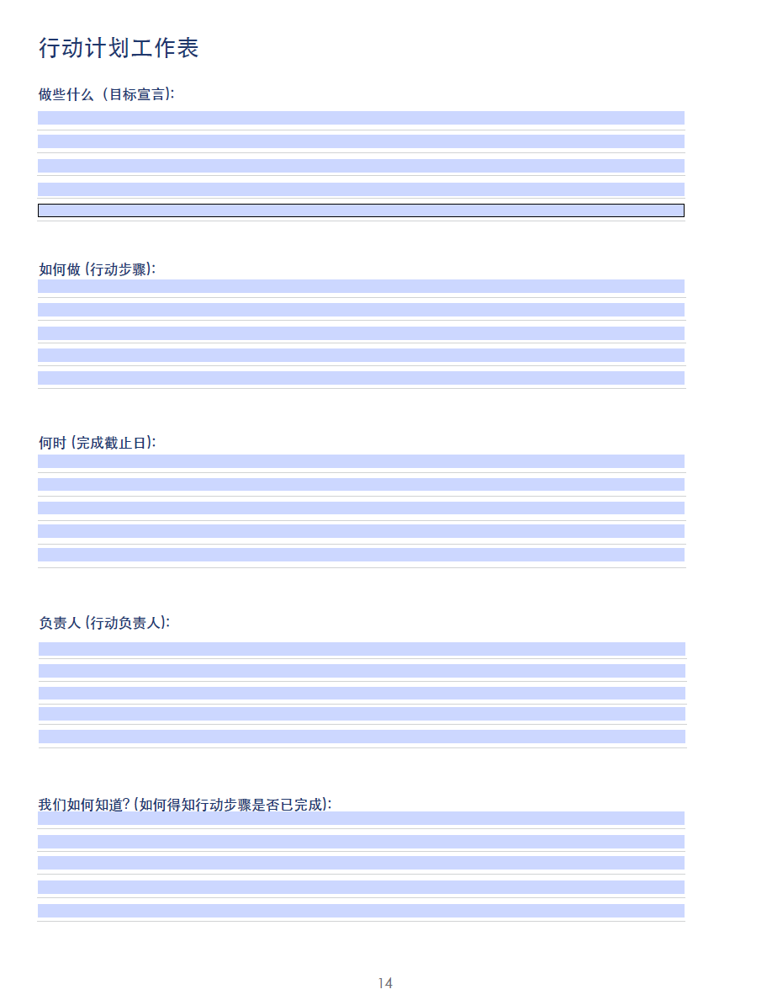 行动计划工作表
做些什么（目标宣言):
如何做 (行动步骤):
何时 (完成截止日):
负责人 (行动负责人):
我们如何知道? (如何得知行动步骤是否已完成):
14